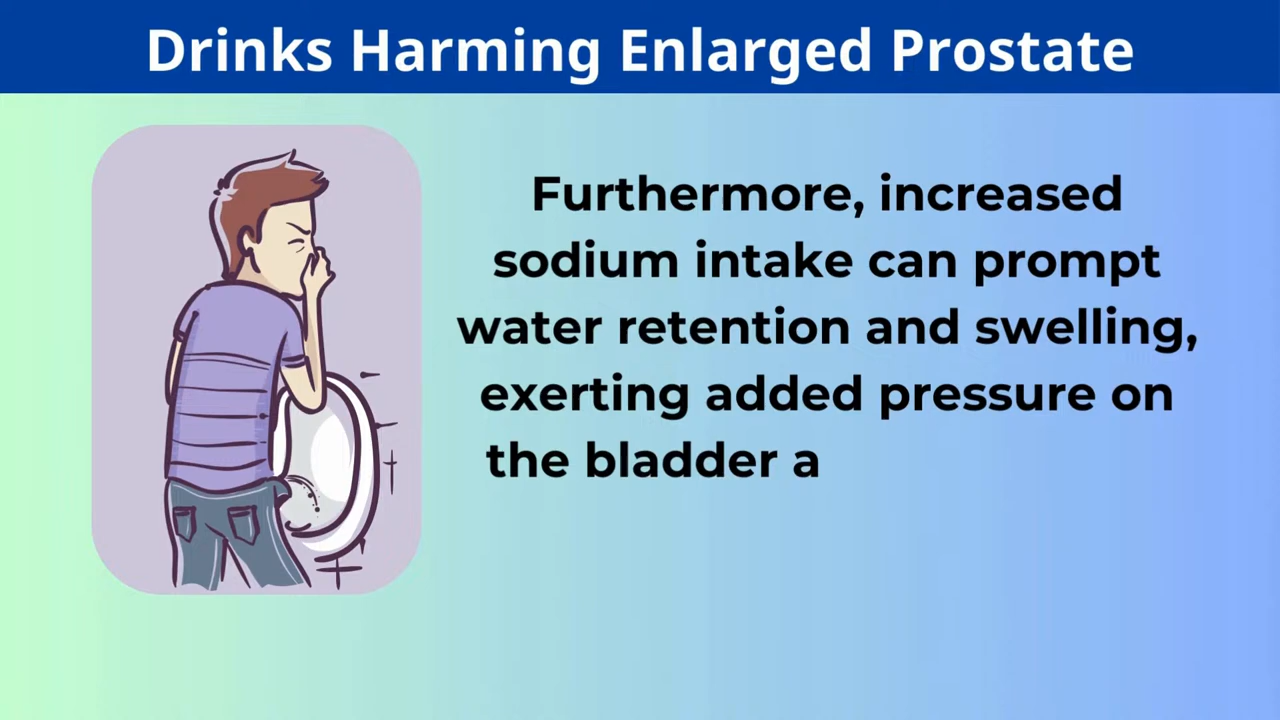 Drinks Harming Enlarged Prostate
Furthermore, increased
sodium intake can prompt
water retention and swelling,
exerting added pressure on
the bladder a